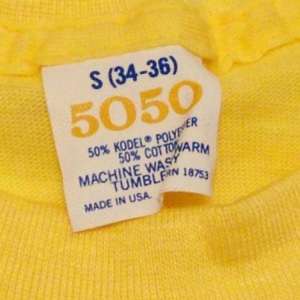 S (34-36)
5050
50% KODEL® POLYESTER
50% COTTON
WARM
MACHINE WASH
TUMBLE
RN 18753
MADE IN USA.